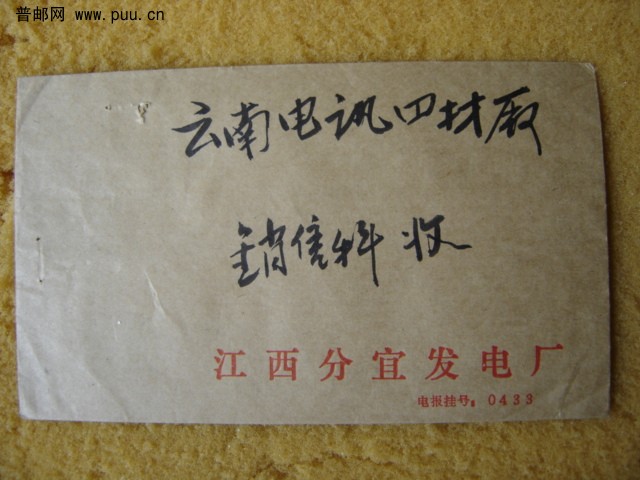 普邮网 www.puu.cn
云南电讯四材厂
销售科 收
江西分宜发电厂
电报挂号：0433